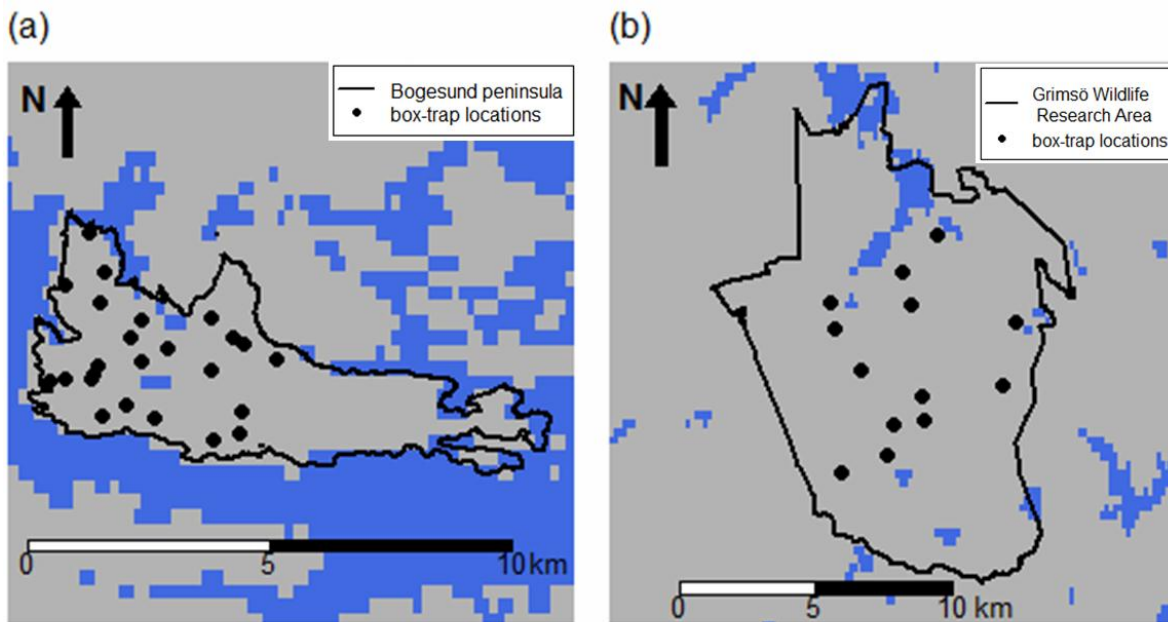 (a)
N
Bogesund peninsula
box-trap locations
0 5 10 km
(b)
N
Grimsö Wildlife
Research Area
box-trap locations
0 5 10 km